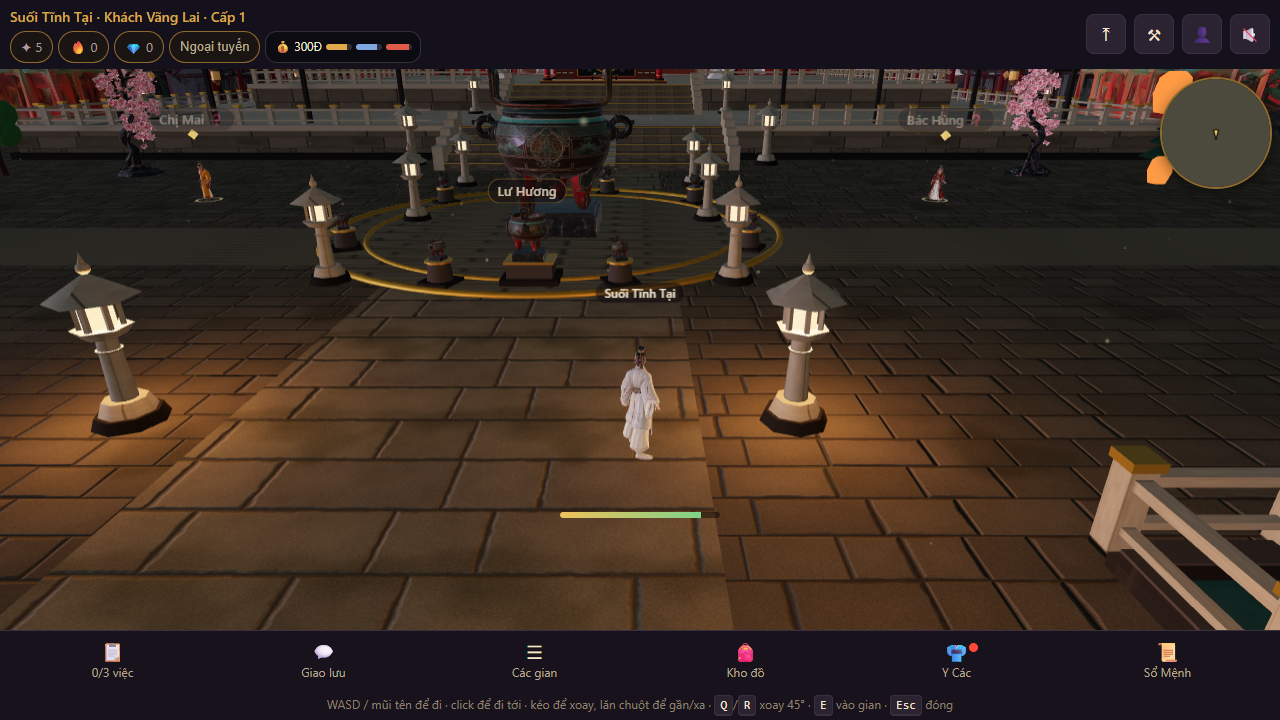 Suối Tĩnh Tại · Khách Vãng Lai · Cấp 1
5
0
0
Ngoại tuyến
300Đ
Chị Mai
Bác Hùng
Lư Hương
Suối Tĩnh Tại
0/3 việc
Giao lưu
Các gian
Kho đồ
Y Các
Sổ Mệnh
WASD / mũi tên để đi · click để đi tới · kéo để xoay, lăn chuột để gần/xa · Q / R xoay 45° · E vào gian · Esc đóng